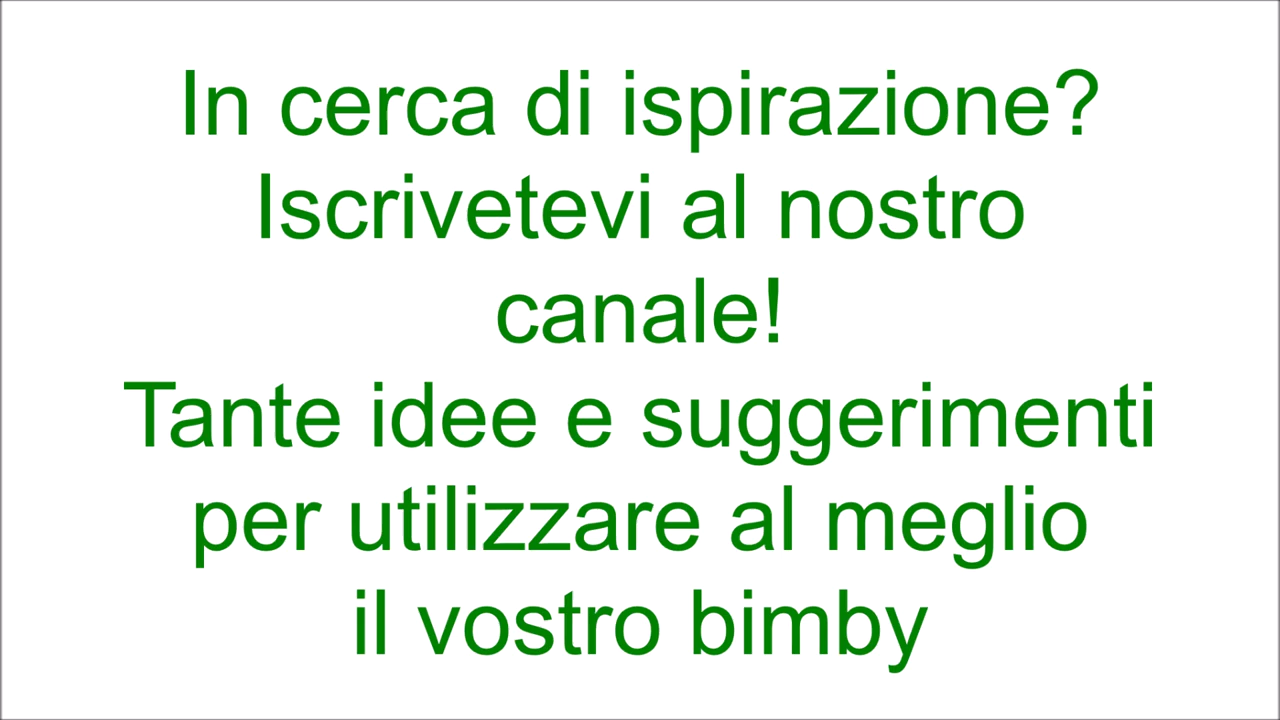 In cerca di ispirazione?
Iscrivetevi al nostro
canale!
Tante idee e suggerimenti
per utilizzare al meglio
il vostro bimby